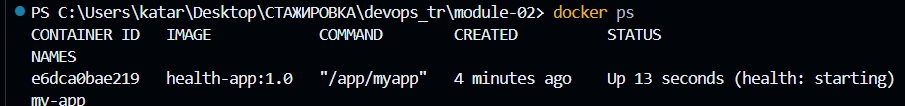 PS C:\Users\katar\Desktop\СТАЖИРОВКА\devops_tr\module-02> docker ps
CONTAINER ID   IMAGE            COMMAND        CREATED         STATUS
NAMES
e6dca0bae219   health-app:1.0   "/app/myapp"   4 minutes ago   Up 13 seconds (health: starting)
my-app